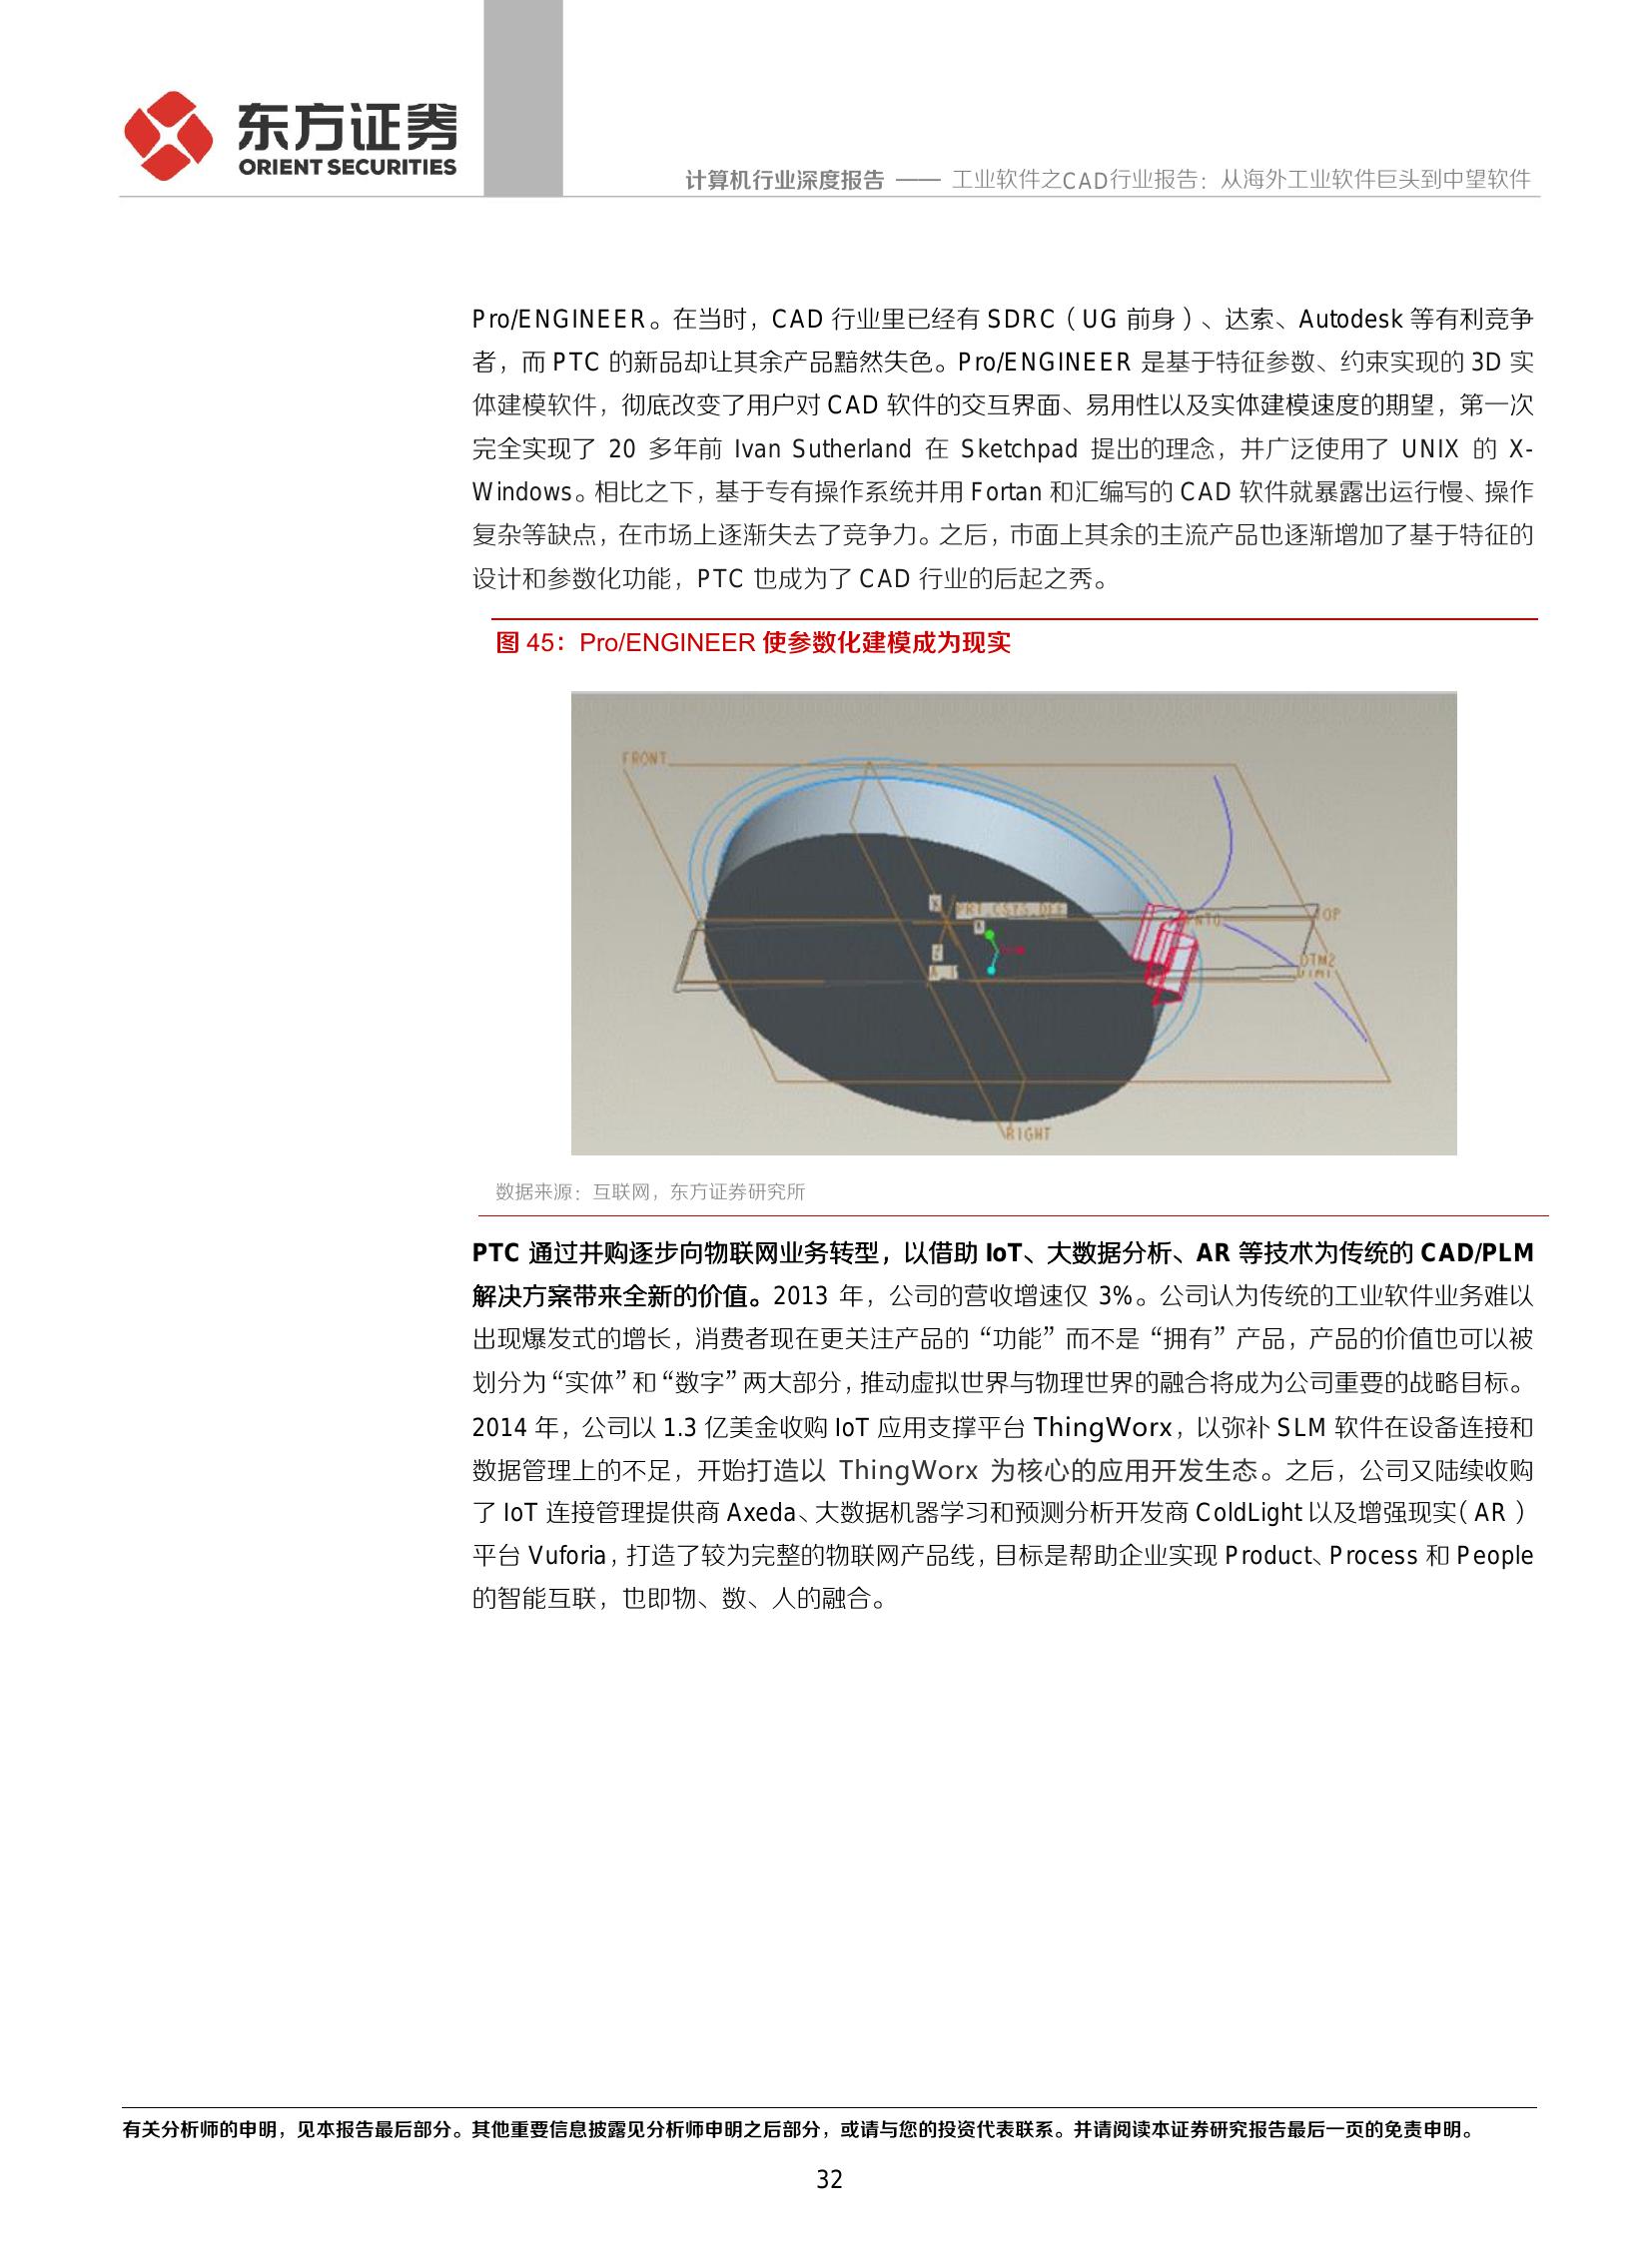 东方证券
ORIENT SECURITIES
计算机行业深度报告 —— 工业软件之CAD行业报告：从海外工业软件巨头到中望软件
Pro/ENGINEER。在当时，CAD 行业里已经有 SDRC（UG 前身）、达索、Autodesk 等有利竞争
者，而 PTC 的新品却让其余产品黯然失色。Pro/ENGINEER 是基于特征参数、约束实现的 3D 实
体建模软件，彻底改变了用户对 CAD 软件的交互界面、易用性以及实体建模速度的期望，第一次
完全实现了 20 多年前 Ivan Sutherland 在 Sketchpad 提出的理念，并广泛使用了 UNIX 的 X-
Windows。相比之下，基于专有操作系统并用 Fortan 和汇编写的 CAD 软件就暴露出运行慢、操作
复杂等缺点，在市场上逐渐失去了竞争力。之后，市面上其余的主流产品也逐渐增加了基于特征的
设计和参数化功能，PTC 也成为了 CAD 行业的后起之秀。
图 45：Pro/ENGINEER 使参数化建模成为现实
FRONT
X
PRT_CSYS_DEF
TOP
Z
DTM2
RIGHT
数据来源：互联网，东方证券研究所
PTC 通过并购逐步向物联网业务转型，以借助 IoT、大数据分析、AR 等技术为传统的 CAD/PLM
解决方案带来全新的价值。2013 年，公司的营收增速仅 3%。公司认为传统的工业软件业务难以
出现爆发式的增长，消费者现在更关注产品的“功能”而不是“拥有”产品，产品的价值也可以被
划分为“实体”和“数字”两大部分，推动虚拟世界与物理世界的融合将成为公司重要的战略目标。
2014 年，公司以 1.3 亿美金收购 IoT 应用支撑平台 ThingWorx，以弥补 SLM 软件在设备连接和
数据管理上的不足，开始打造以 ThingWorx 为核心的应用开发生态。之后，公司又陆续收购
了 IoT 连接管理提供商 Axeda、大数据机器学习和预测分析开发商 ColdLight 以及增强现实（AR）
平台 Vuforia，打造了较为完整的物联网产品线，目标是帮助企业实现 Product、Process 和 People
的智能互联，也即物、数、人的融合。
有关分析师的申明，见本报告最后部分。其他重要信息披露见分析师申明之后部分，或请与您的投资代表联系。并请阅读本证券研究报告最后一页的免责申明。
32